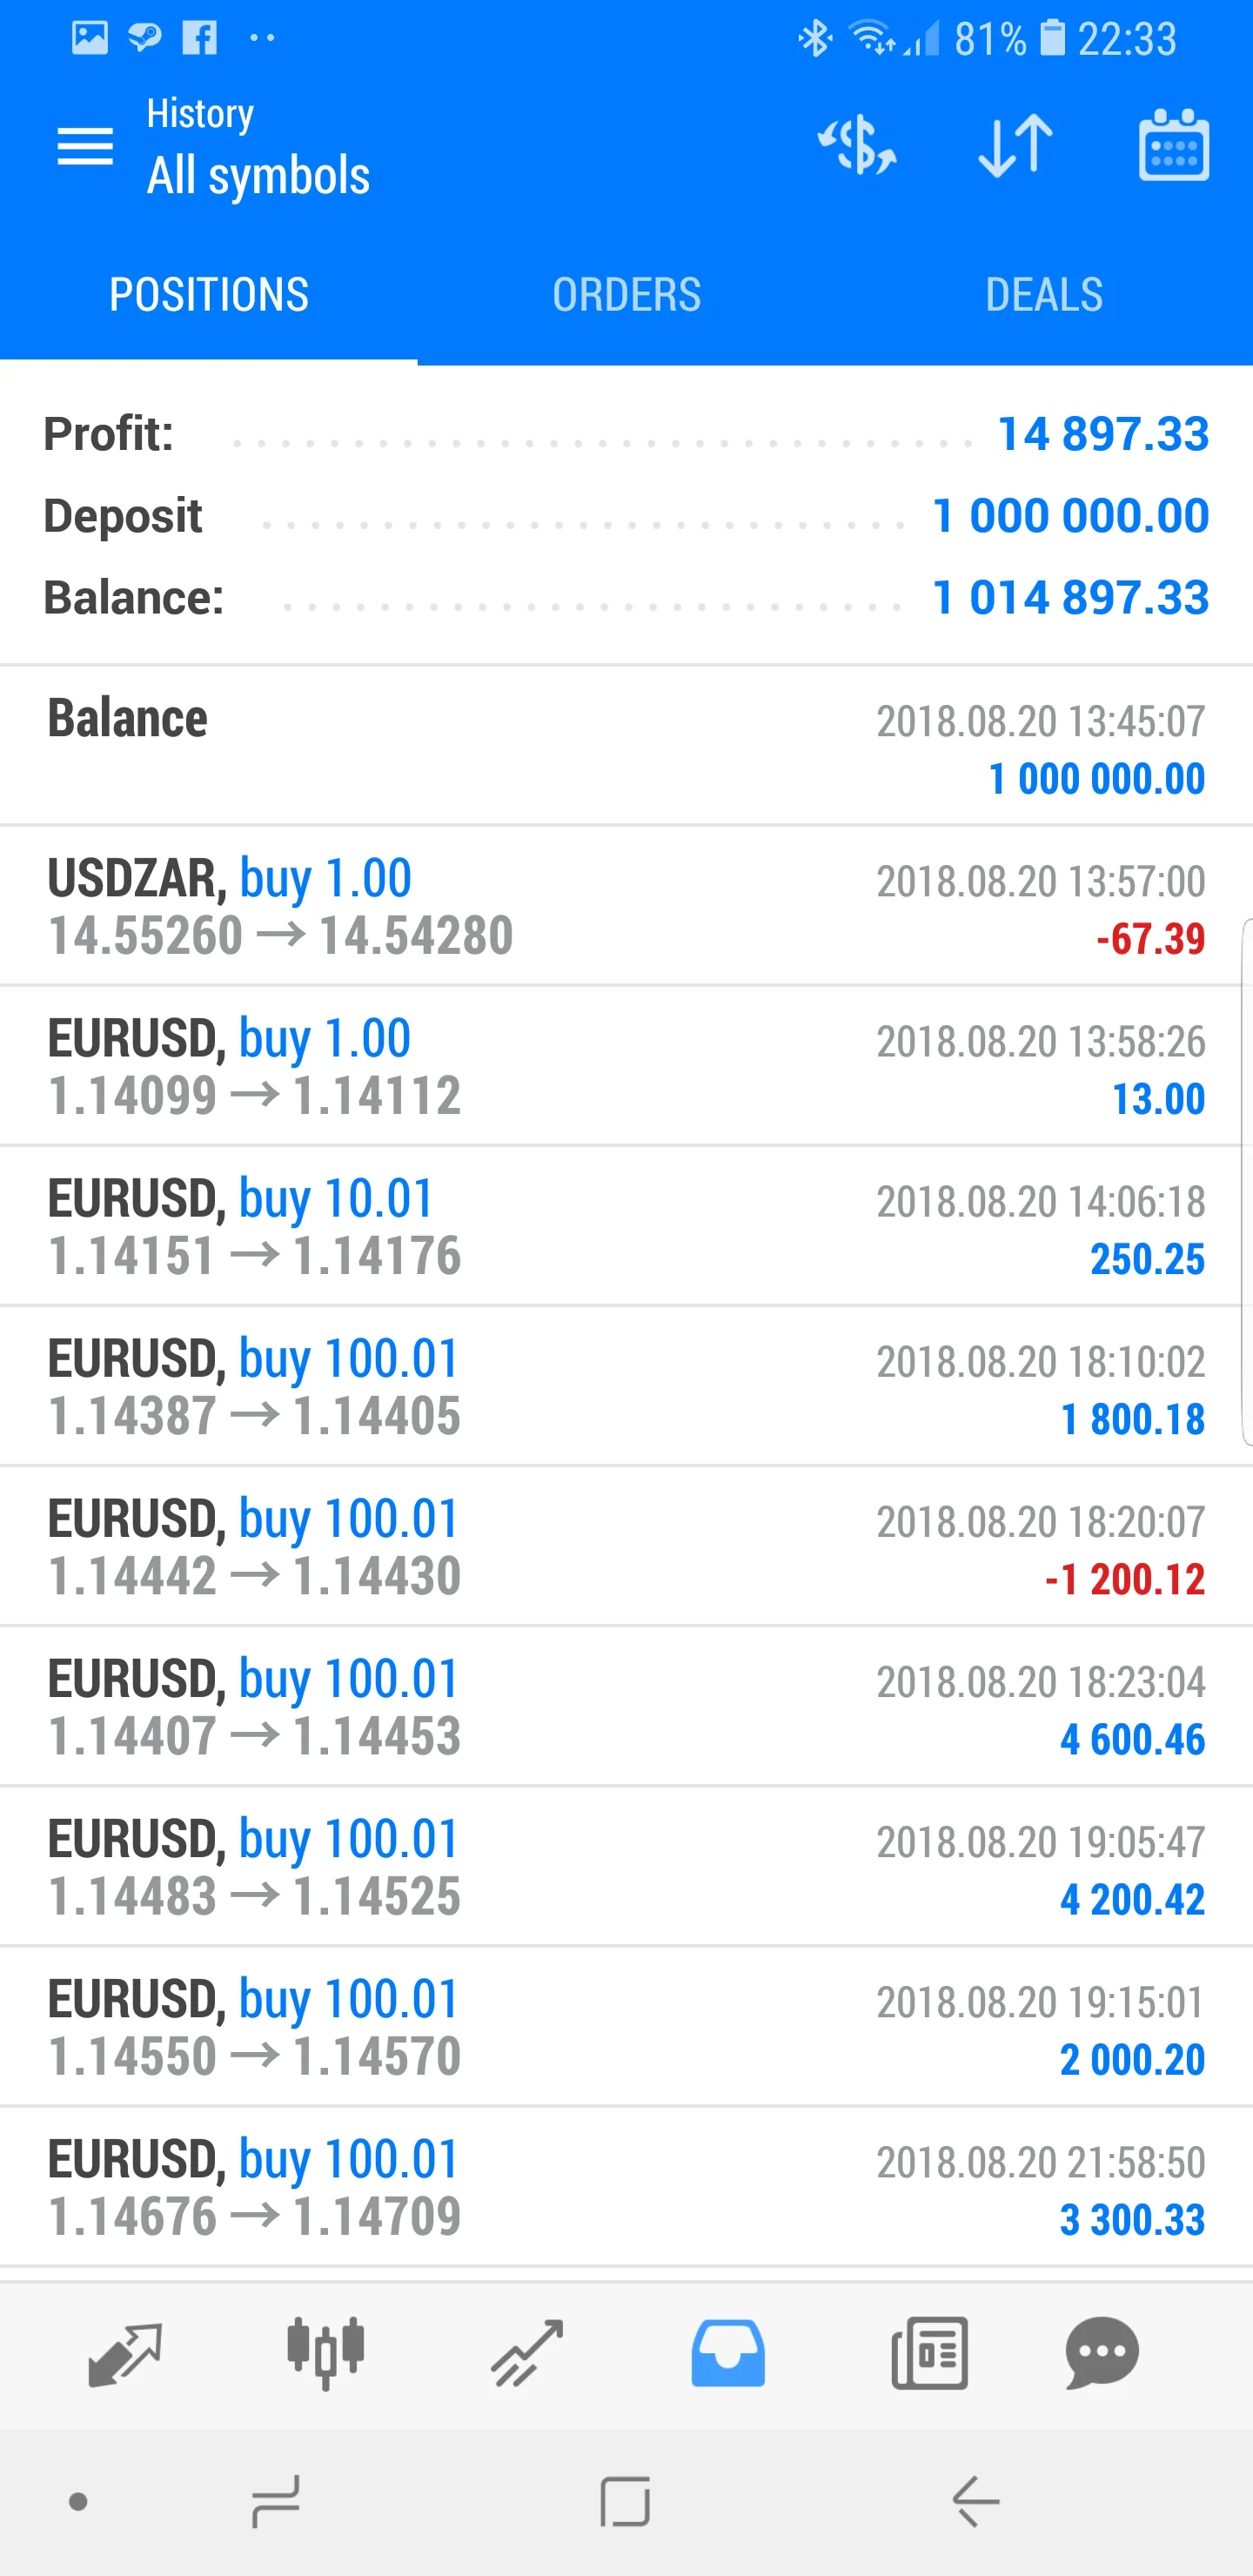 81% 22:33
History
All symbols
POSITIONS ORDERS DEALS
Profit: 14 897.33
Deposit 1 000 000.00
Balance: 1 014 897.33
Balance 2018.08.20 13:45:07
1 000 000.00
USDZAR, buy 1.00 2018.08.20 13:57:00
14.55260 → 14.54280 -67.39
EURUSD, buy 1.00 2018.08.20 13:58:26
1.14099 → 1.14112 13.00
EURUSD, buy 10.01 2018.08.20 14:06:18
1.14151 → 1.14176 250.25
EURUSD, buy 100.01 2018.08.20 18:10:02
1.14387 → 1.14405 1 800.18
EURUSD, buy 100.01 2018.08.20 18:20:07
1.14442 → 1.14430 -1 200.12
EURUSD, buy 100.01 2018.08.20 18:23:04
1.14407 → 1.14453 4 600.46
EURUSD, buy 100.01 2018.08.20 19:05:47
1.14483 → 1.14525 4 200.42
EURUSD, buy 100.01 2018.08.20 19:15:01
1.14550 → 1.14570 2 000.20
EURUSD, buy 100.01 2018.08.20 21:58:50
1.14676 → 1.14709 3 300.33